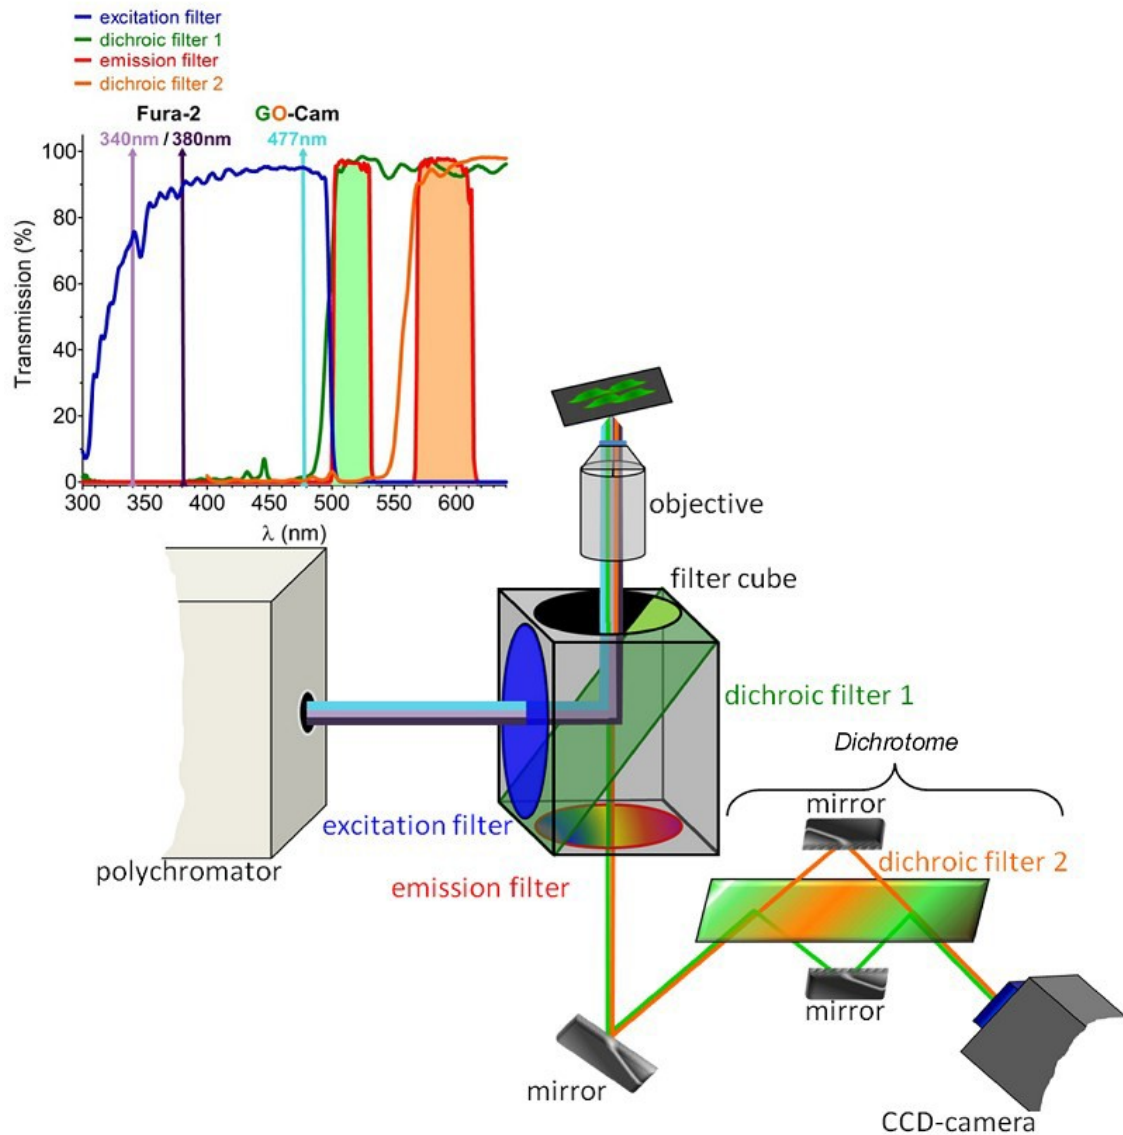 excitation filter
dichroic filter 1
emission filter
dichroic filter 2
Fura-2 GO-Cam
340nm / 380nm 477nm
Transmission (%)
100
80
60
40
20
0
300 350 400 450 500 550 600
λ (nm)
objective
filter cube
dichroic filter 1
Dichrotome
mirror
excitation filter
dichroic filter 2
polychromator
emission filter
mirror
mirror
CCD-camera